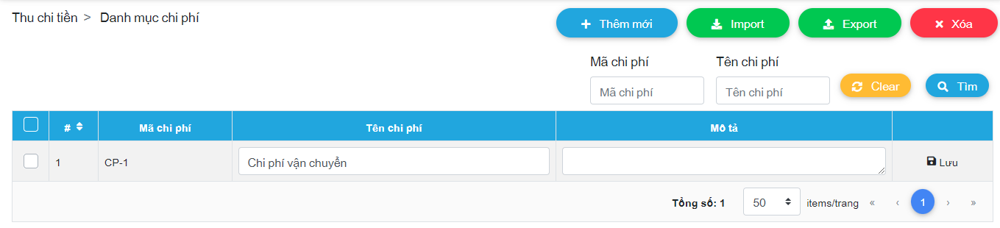 Thu chi tiền > Danh mục chi phí
Thêm mới Import Export Xóa
Mã chi phí Tên chi phí
Mã chi phí Tên chi phí Clear Tìm
# Mã chi phí Tên chi phí Mô tả
1 CP-1 Chi phí vận chuyển Lưu
Tổng số: 1 50 items/trang « ‹ 1 › »